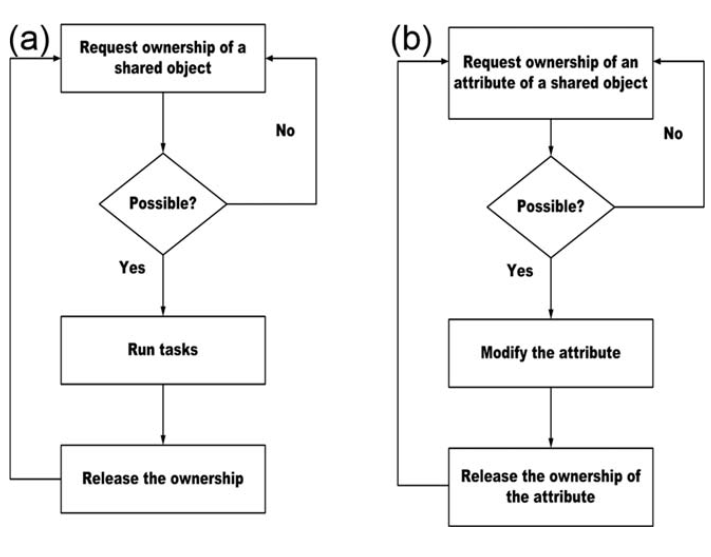 (a)
Request ownership of a
shared object
No
Possible?
Yes
Run tasks
Release the ownership
(b)
Request ownership of an
attribute of a shared object
No
Possible?
Yes
Modify the attribute
Release the ownership of
the attribute